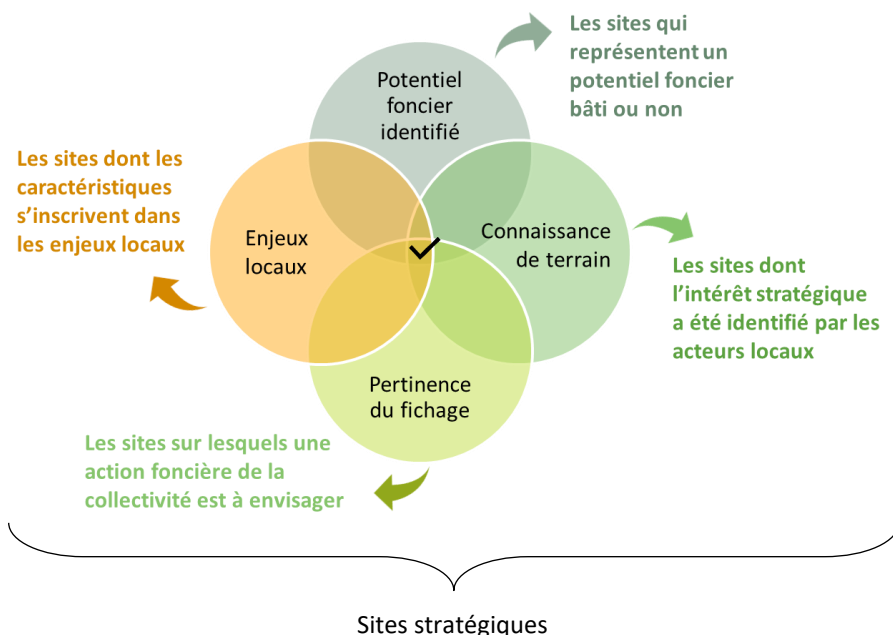 Les sites qui
représentent un
potentiel foncier
bâti ou non
Potentiel
foncier
identifié
Les sites dont les
caractéristiques
s’inscrivent dans
les enjeux locaux
Enjeux
locaux
Connaissance
de terrain
Les sites dont
l’intérêt stratégique
a été identifié par les
acteurs locaux
Pertinence
du fichage
Les sites sur lesquels une
action foncière de la
collectivité est à envisager
Sites stratégiques